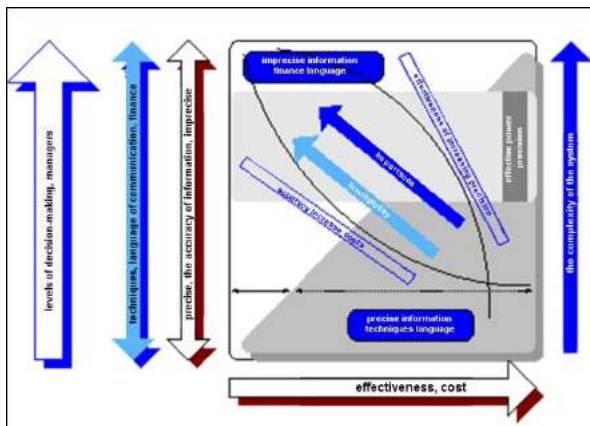 levels of decision-making, managers
techniques, language of communication, finance
precise, the accuracy of information, imprecise
imprecise information
finance language
effectiveness of increasing precision
effective power
precision
importance
accuracy increase costs
precise information
techniques language
the complexity of the system
effectiveness, cost